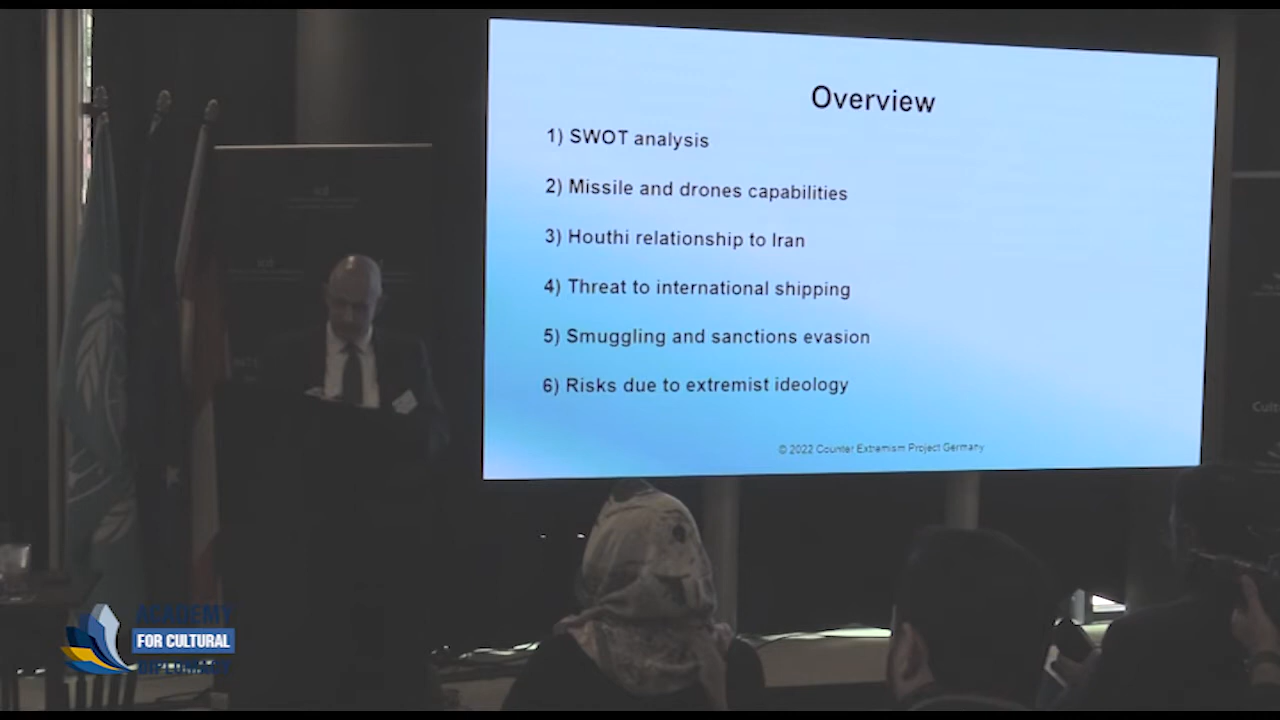 Overview
1) SWOT analysis
2) Missile and drones capabilities
3) Houthi relationship to Iran
4) Threat to international shipping
5) Smuggling and sanctions evasion
6) Risks due to extremist ideology
© 2022 Counter Extremism Project Germany
ACADEMY
FOR CULTURAL
DIPLOMACY